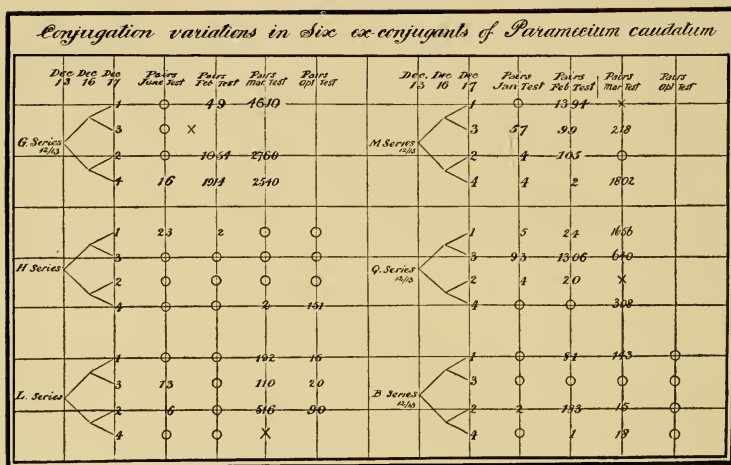 Conjugation variations in Six ex-conjugants of Paramecium caudatum
Dec 13 Dec 16 Dec 17 Pairs June Test Pairs Feb Test Pairs Mar. Test Pairs Apl Test
G. Series 12/13
1 O 49 4610
3 O X
2 O 1054 2760
4 16 1914 2540
H Series
1 23 2 O O
3 O O O O
2 O O O O
4 O O 2 151
L. Series
1 O O 192 15
3 73 O 110 20
2 6 O 516 90
4 O O X
Dec. 13 Dec 16 Dec 17 Pairs Jan Test Pairs Feb Test Pairs Mar Test Pairs Apl Test
M Series 12/13
1 O 1394 X
3 57 99 218
2 4 105 O
4 4 2 1802
Q. Series 12/13
1 5 24 1656
3 93 1306 640
2 4 20 X
4 O O 308
B Series 12/13
1 O 81 143 O
3 O O O O
2 2 133 15 O
4 O 1 18 O